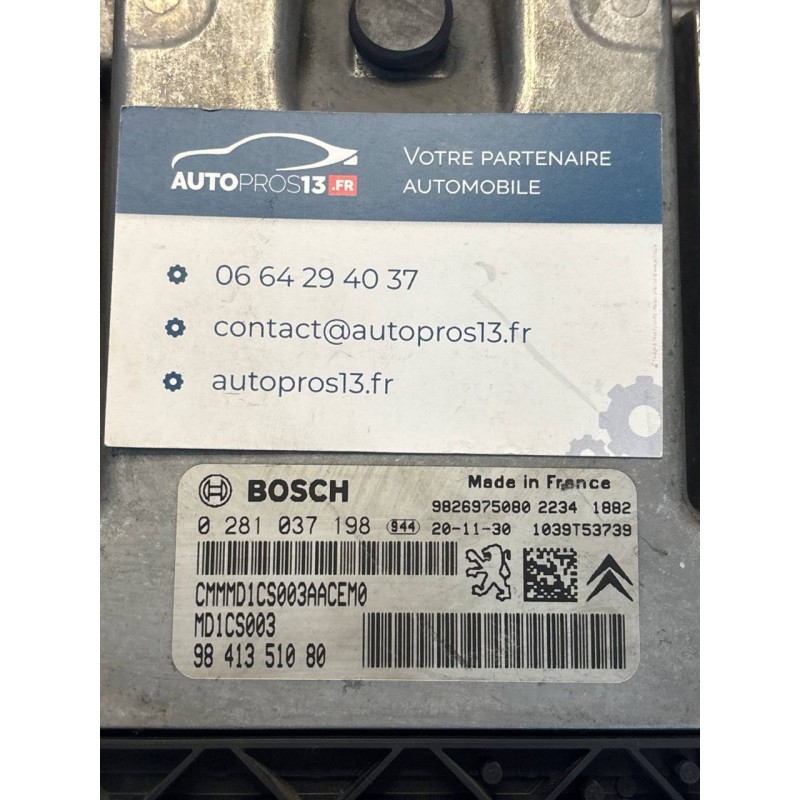 AUTOPROS13.FR
VOTRE PARTENAIRE
AUTOMOBILE
06 64 29 40 37
contact@autopros13.fr
autopros13.fr
BOSCH
Made in France
9826975080 2234 1882
0 281 037 198 944 20-11-30 1039T53739
CMMMD1CS003AACEM0
MD1CS003
98 413 510 80